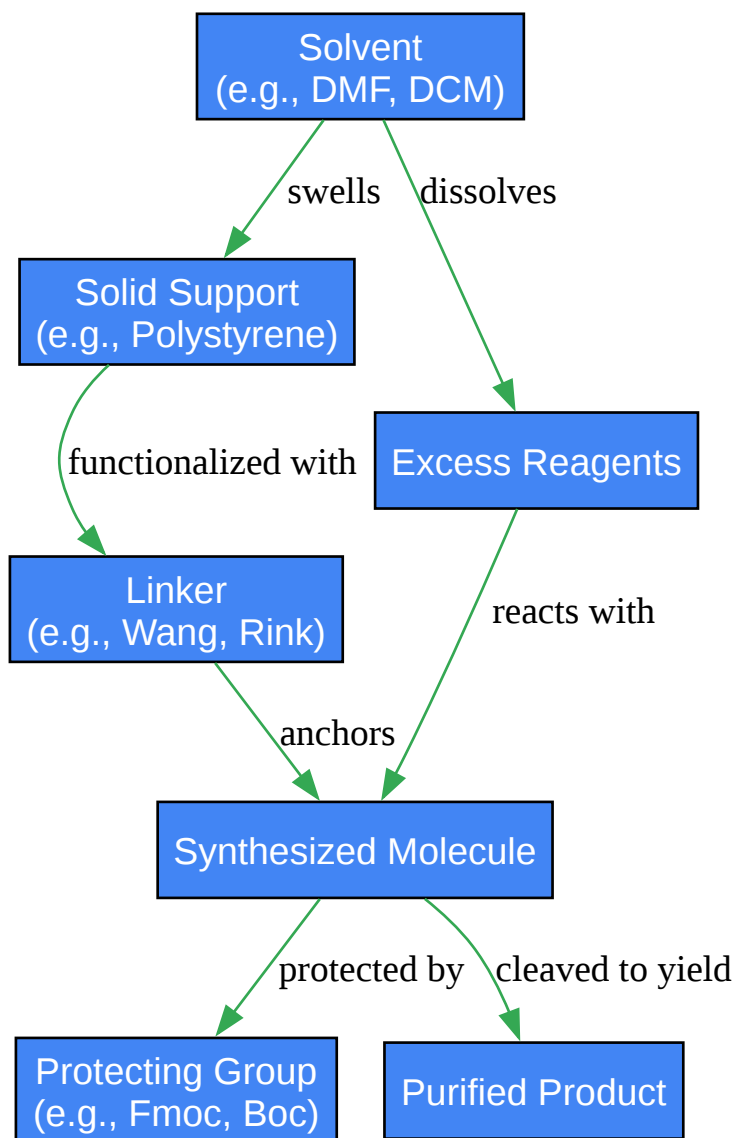 Solvent
(e.g., DMF, DCM)
swells
dissolves
Solid Support
(e.g., Polystyrene)
functionalized with
Excess Reagents
Linker
(e.g., Wang, Rink)
reacts with
anchors
Synthesized Molecule
protected by
cleaved to yield
Protecting Group
(e.g., Fmoc, Boc)
Purified Product